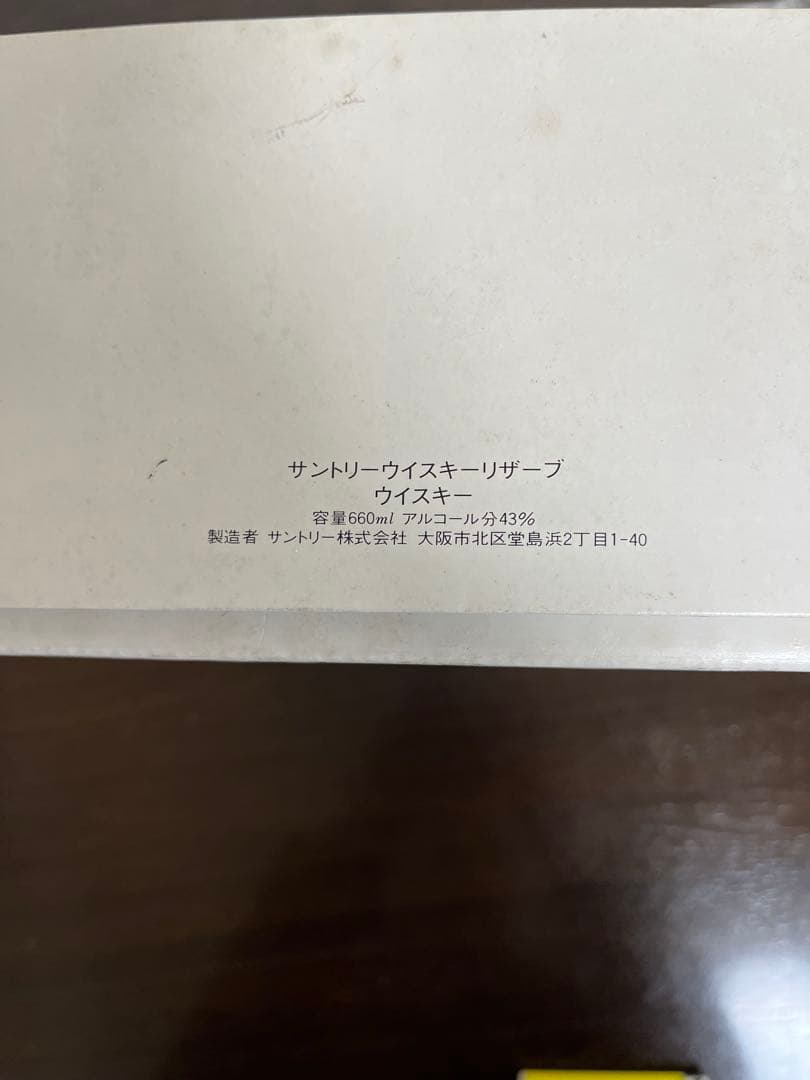 サントリーウイスキーリザーブ
ウイスキー
容量660ml アルコール分43%
製造者 サントリー株式会社 大阪市北区堂島浜2丁目1-40